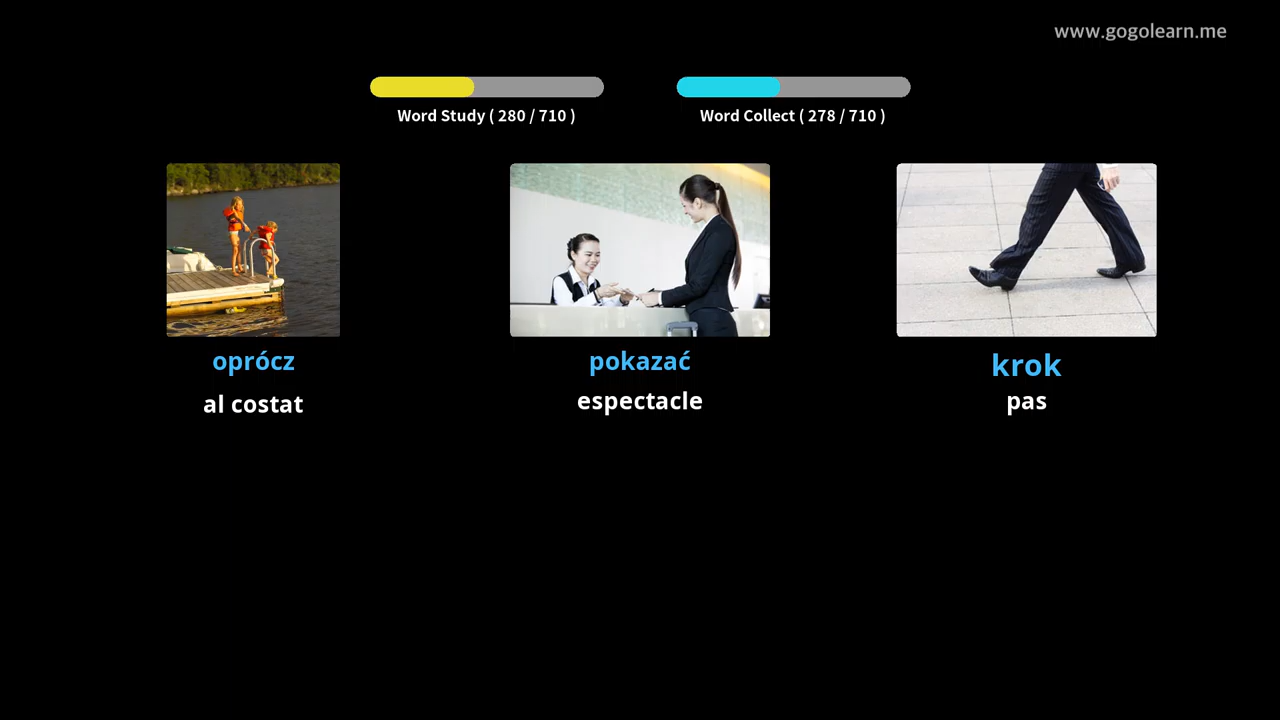 www.gogolearn.me
Word Study ( 280 / 710 )
Word Collect ( 278 / 710 )
oprócz
pokazać
krok
al costat
espectacle
pas